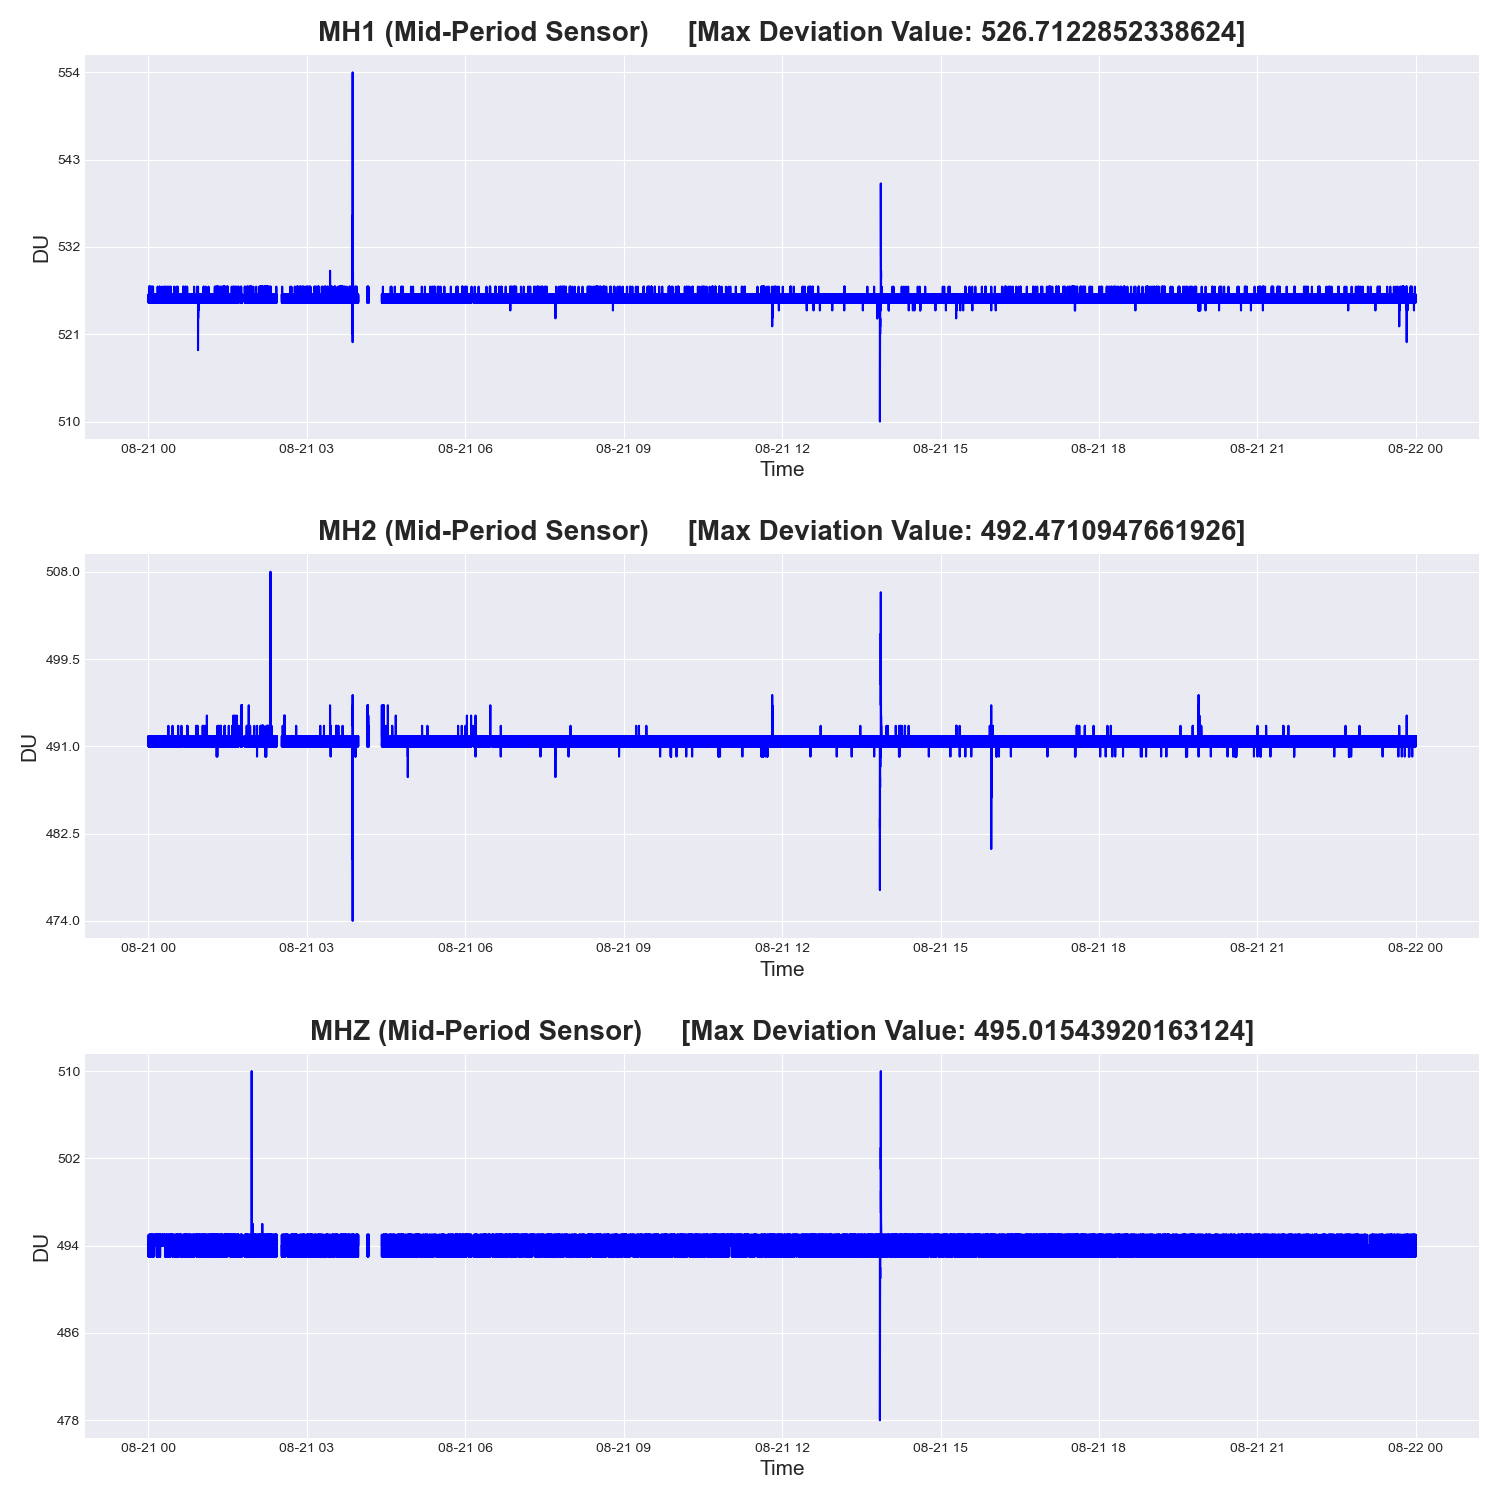 MH1 (Mid-Period Sensor) [Max Deviation Value: 526.7122852338624]
554
543
532
521
510
DU
08-21 00 08-21 03 08-21 06 08-21 09 08-21 12 08-21 15 08-21 18 08-21 21 08-22 00
Time
MH2 (Mid-Period Sensor) [Max Deviation Value: 492.4710947661926]
508.0
499.5
491.0
482.5
474.0
DU
08-21 00 08-21 03 08-21 06 08-21 09 08-21 12 08-21 15 08-21 18 08-21 21 08-22 00
Time
MHZ (Mid-Period Sensor) [Max Deviation Value: 495.01543920163124]
510
502
494
486
478
DU
08-21 00 08-21 03 08-21 06 08-21 09 08-21 12 08-21 15 08-21 18 08-21 21 08-22 00
Time